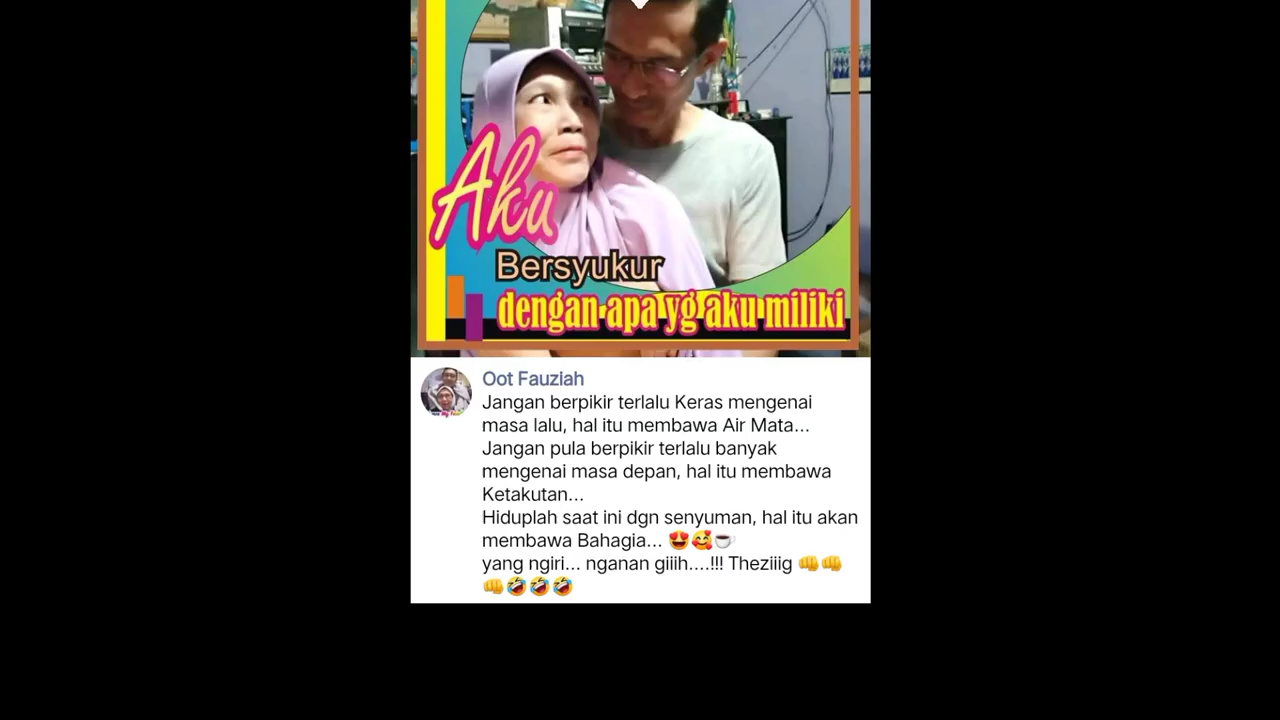 Aku
Bersyukur
dengan apa yg aku miliki
Oot Fauziah
Jangan berpikir terlalu Keras mengenai
masa lalu, hal itu membawa Air Mata...
Jangan pula berpikir terlalu banyak
mengenai masa depan, hal itu membawa
Ketakutan...
Hiduplah saat ini dgn senyuman, hal itu akan
membawa Bahagia... 😍🥰☕
yang ngiri... nganan giiih....!!! Theziiig 👊👊
👊🤣🤣🤣